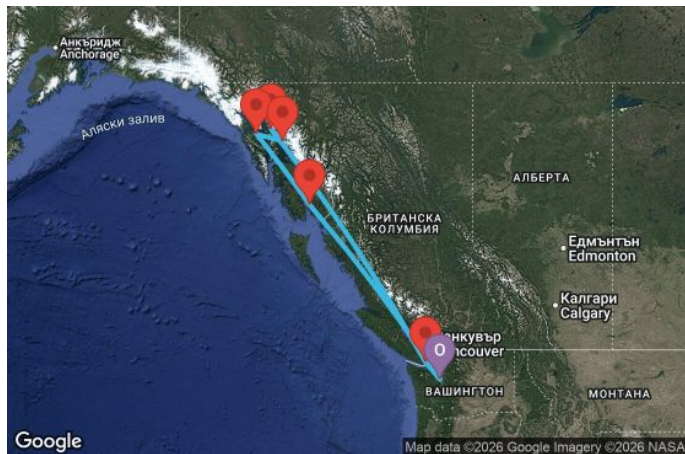 Анкъридж
Anchorage
Аляски залив
АЛБЕРТА
БРИТАНСКА
КОЛУМБИЯ
Едмънтън
Edmonton
Калгари
Calgary
нкувър
ncouver
O
ВАШИНГТОН
МОНТАНА
Google
Map data ©2026 Google Imagery ©2026 NASA